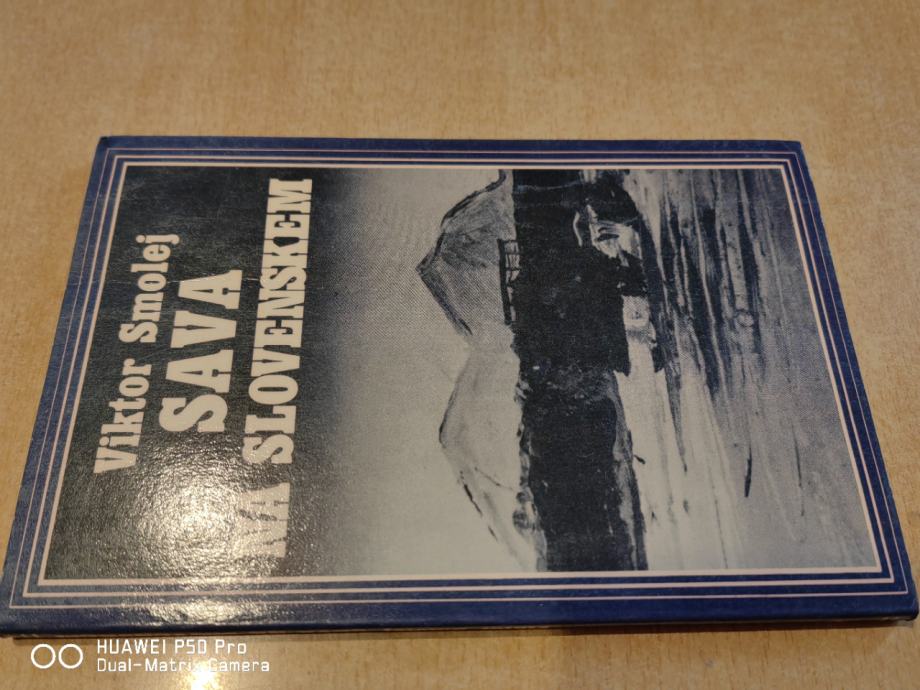 Viktor Smolej
SAVA
NA SLOVENSKEM
HUAWEI P50 Pro
Dual-Matrix Camera